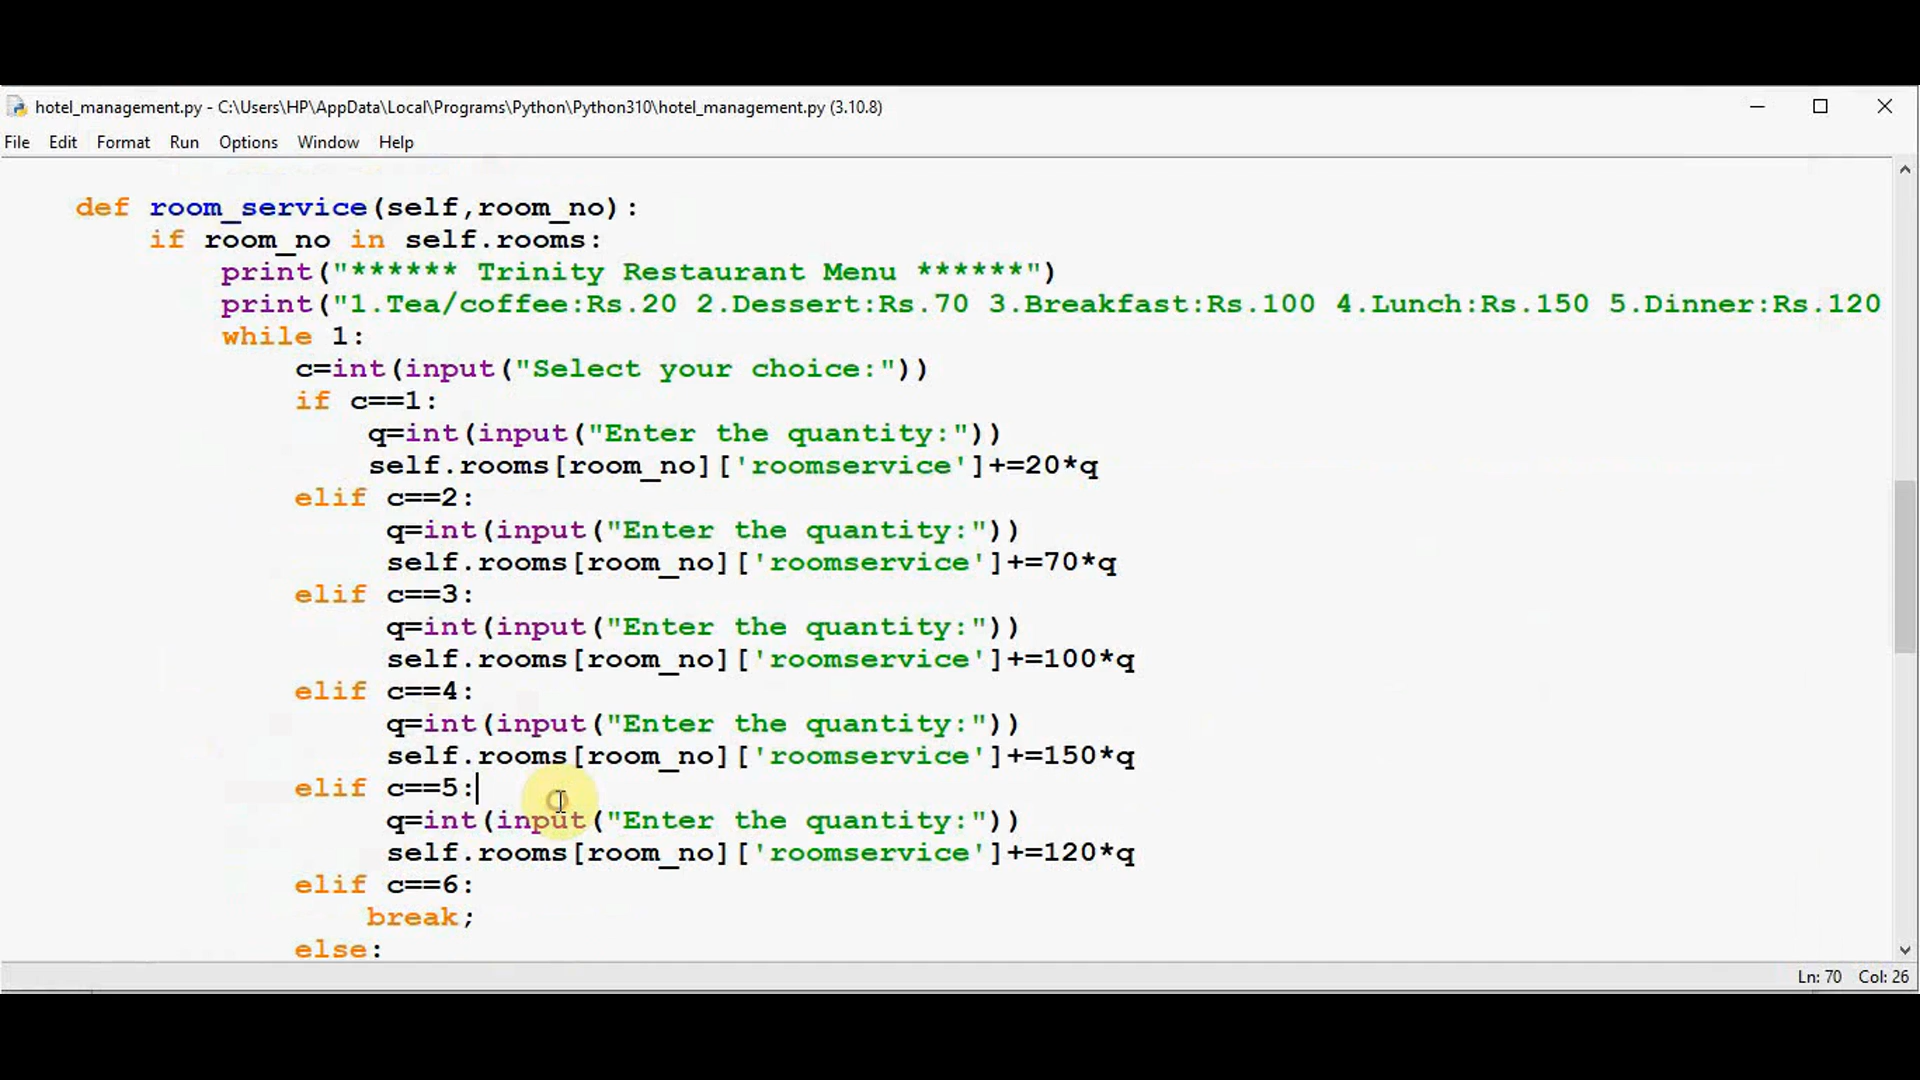 hotel_management.py - C:\Users\HP\AppData\Local\Programs\Python\Python310\hotel_management.py (3.10.8)
File Edit Format Run Options Window Help
def room_service(self,room_no):
if room_no in self.rooms:
print("****** Trinity Restaurant Menu ******")
print("1.Tea/coffee:Rs.20 2.Dessert:Rs.70 3.Breakfast:Rs.100 4.Lunch:Rs.150 5.Dinner:Rs.120
while 1:
c=int(input("Select your choice:"))
if c==1:
q=int(input("Enter the quantity:"))
self.rooms[room_no]['roomservice']+=20*q
elif c==2:
q=int(input("Enter the quantity:"))
self.rooms[room_no]['roomservice']+=70*q
elif c==3:
q=int(input("Enter the quantity:"))
self.rooms[room_no]['roomservice']+=100*q
elif c==4:
q=int(input("Enter the quantity:"))
self.rooms[room_no]['roomservice']+=150*q
elif c==5:
q=int(input("Enter the quantity:"))
self.rooms[room_no]['roomservice']+=120*q
elif c==6:
break;
else:
Ln: 70 Col: 26